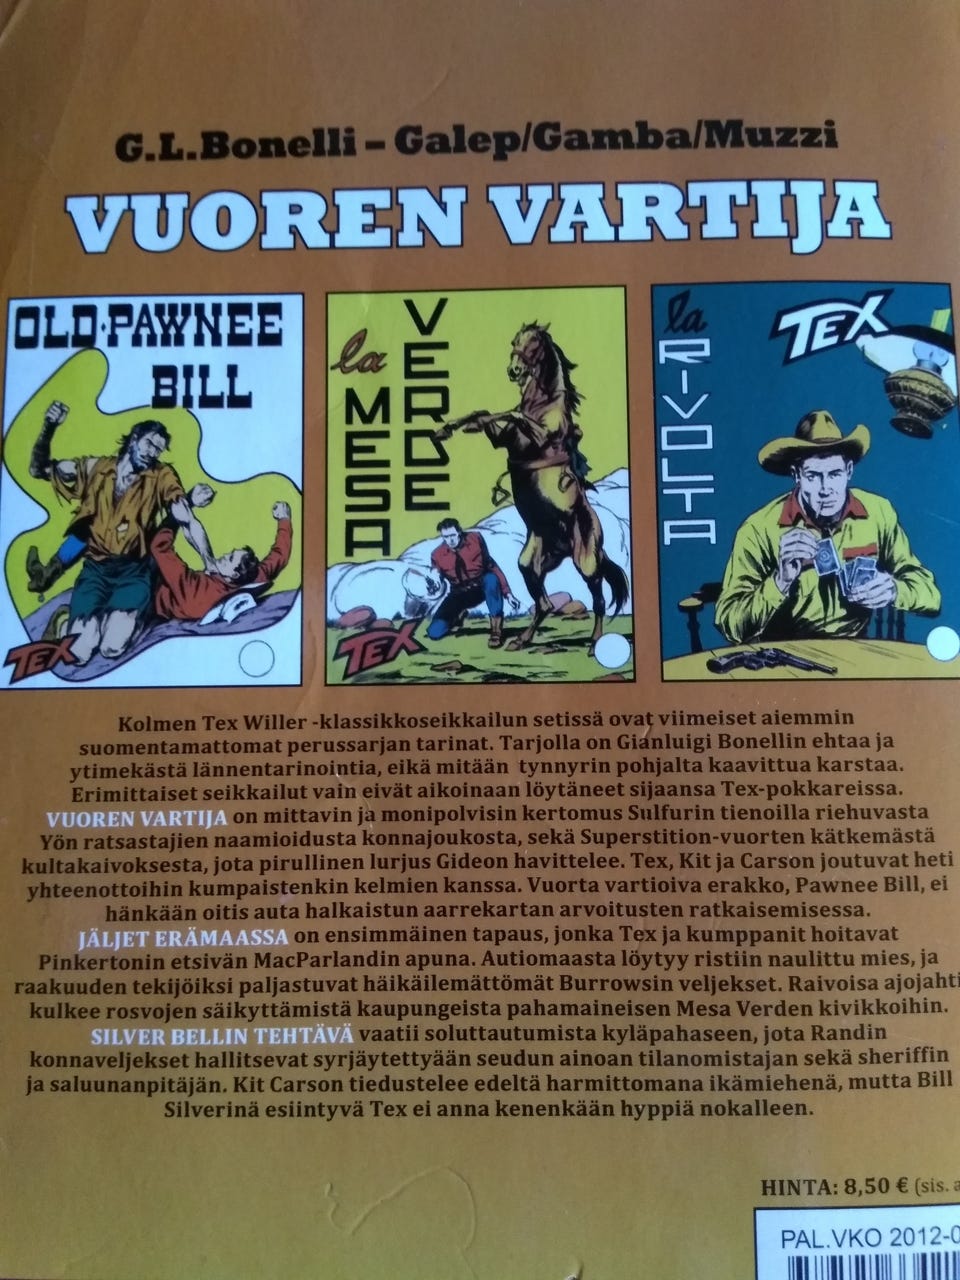 G.L.Bonelli – Galep/Gamba/Muzzi
VUOREN VARTIJA
OLD·PAWNEE
BILL
TEX
la
MESA
VERDE
TEX
la
RIVOLTA
TEX
Kolmen Tex Willer -klassikkoseikkailun setissä ovat viimeiset aiemmin
suomentamattomat perussarjan tarinat. Tarjolla on Gianluigi Bonellin ehtaa ja
ytimekästä lännentarinointia, eikä mitään tynnyrin pohjalta kaavittua karstaa.
Erimittaiset seikkailut vain eivät aikoinaan löytäneet sijaansa Tex-pokkareissa.
VUOREN VARTIJA on mittavin ja monipolvisin kertomus Sulfurin tienoilla riehuvasta
Yön ratsastajien naamioidusta konnajoukosta, sekä Superstition-vuorten kätkemästä
kultakaivoksesta, jota pirullinen lurjus Gideon havittelee. Tex, Kit ja Carson joutuvat heti
yhteenottoihin kumpaistenkin kelmien kanssa. Vuorta vartioiva erakko, Pawnee Bill, ei
hänkään oitis auta halkaistun aarrekartan arvoitusten ratkaisemisessa.
JÄLJET ERÄMAASSA on ensimmäinen tapaus, jonka Tex ja kumppanit hoitavat
Pinkertonin etsivän MacParlandin apuna. Autiomaasta löytyy ristiin naulittu mies, ja
raakuuden tekijöiksi paljastuvat häikäilemättömät Burrowsin veljekset. Raivoisa ajojahti
kulkee rosvojen säikyttämistä kaupungeista pahamaineisen Mesa Verden kivikkoihin.
SILVER BELLIN TEHTÄVÄ vaatii soluttautumista kyläpahaseen, jota Randin
konnaveljekset hallitsevat syrjäytettyään seudun ainoan tilanomistajan sekä sheriffin
ja saluunanpitäjän. Kit Carson tiedustelee edeltä harmittomana ikämiehenä, mutta Bill
Silverinä esiintyvä Tex ei anna kenenkään hyppiä nokalleen.
HINTA: 8,50 € (sis. a
PAL.VKO 2012-0